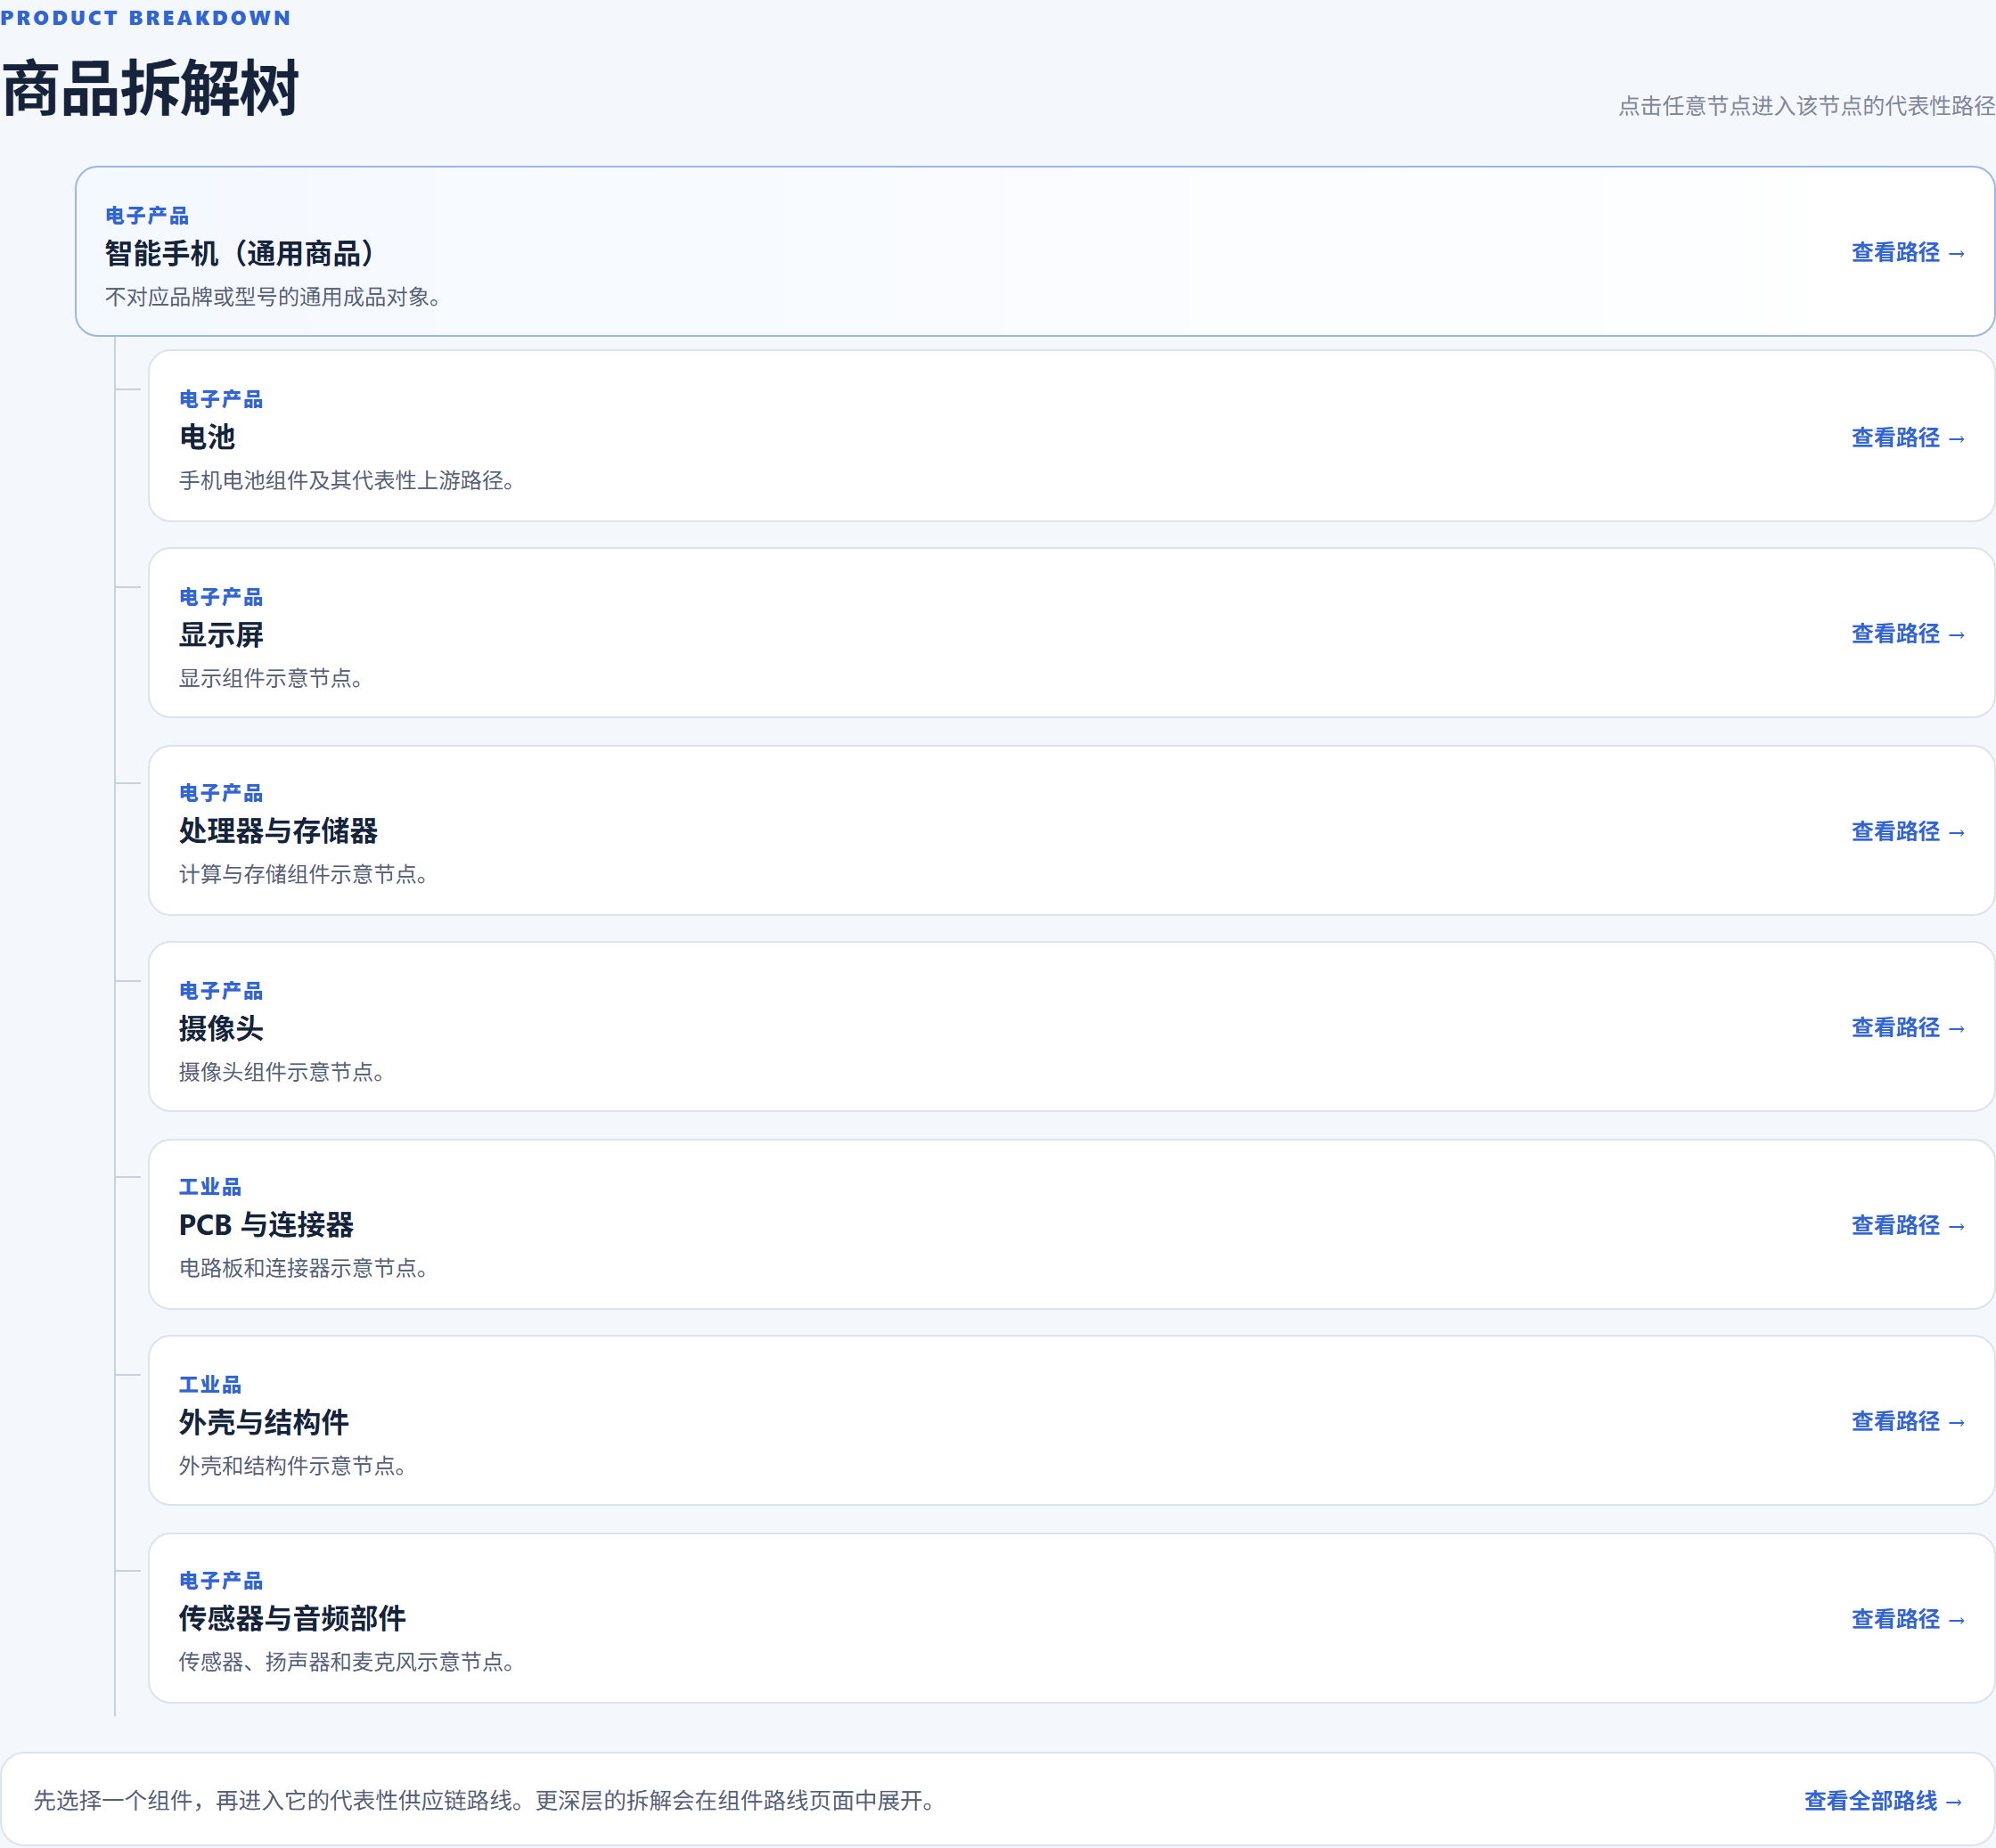 PRODUCT BREAKDOWN
商品拆解树
点击任意节点进入该节点的代表性路径
电子产品
智能手机（通用商品）
不对应品牌或型号的通用成品对象。
查看路径 →
电子产品
电池
手机电池组件及其代表性上游路径。
查看路径 →
电子产品
显示屏
显示组件示意节点。
查看路径 →
电子产品
处理器与存储器
计算与存储组件示意节点。
查看路径 →
电子产品
摄像头
摄像头组件示意节点。
查看路径 →
工业品
PCB 与连接器
电路板和连接器示意节点。
查看路径 →
工业品
外壳与结构件
外壳和结构件示意节点。
查看路径 →
电子产品
传感器与音频部件
传感器、扬声器和麦克风示意节点。
查看路径 →
先选择一个组件，再进入它的代表性供应链路线。更深层的拆解会在组件路线页面中展开。
查看全部路线 →